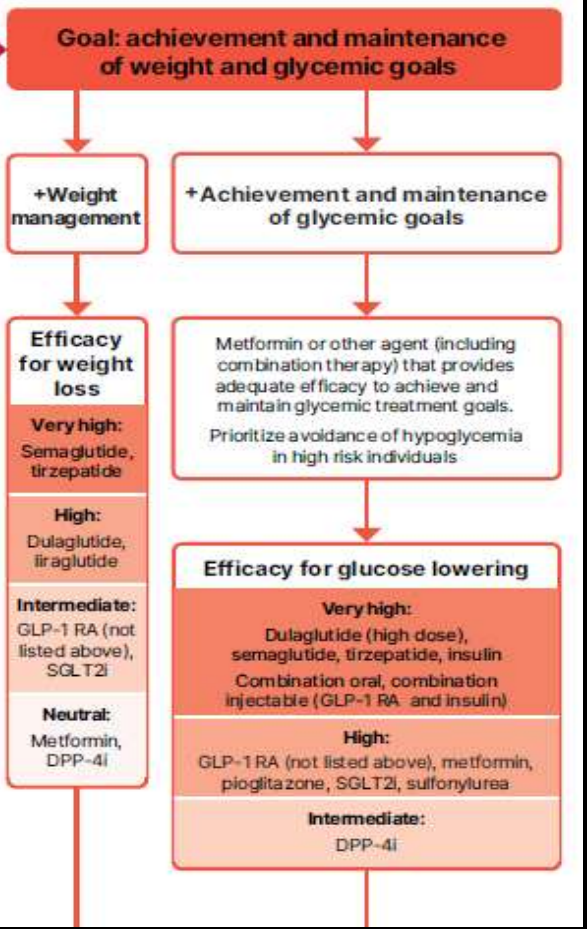 Goal: achievement and maintenance
of weight and glycemic goals
+Weight
management
+Achievement and maintenance
of glycemic goals
Efficacy
for weight
loss
Very high:
Semaglutide,
tirzepatide
High:
Dulaglutide,
liraglutide
Intermediate:
GLP-1 RA (not
listed above),
SGLT2i
Neutral:
Metformin,
DPP-4i
Metformin or other agent (including
combination therapy) that provides
adequate efficacy to achieve and
maintain glycemic treatment goals.
Prioritize avoidance of hypoglycemia
in high risk individuals
Efficacy for glucose lowering
Very high:
Dulaglutide (high dose),
semaglutide, tirzepatide, insulin
Combination oral, combination
injectable (GLP-1 RA and insulin)
High:
GLP-1 RA (not listed above), metformin,
pioglitazone, SGLT2i, sulfonylurea
Intermediate:
DPP-4i